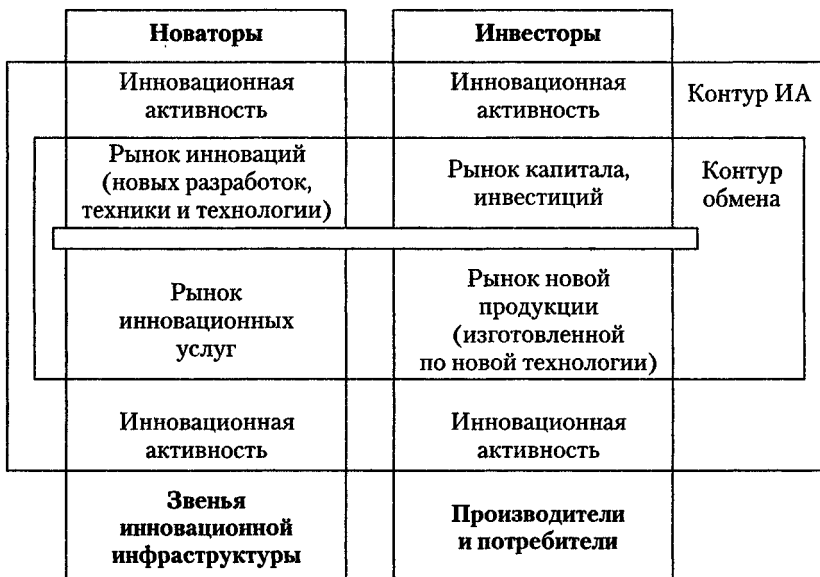 Новаторы
Инвесторы
Инновационная
активность
Инновационная
активность
Контур ИА
Рынок инноваций
(новых разработок,
техники и технологии)
Рынок капитала,
инвестиций
Контур
обмена
Рынок
инновационных
услуг
Рынок новой
продукции
(изготовленной
по новой технологии)
Инновационная
активность
Инновационная
активность
Звенья
инновационной
инфраструктуры
Производители
и потребители